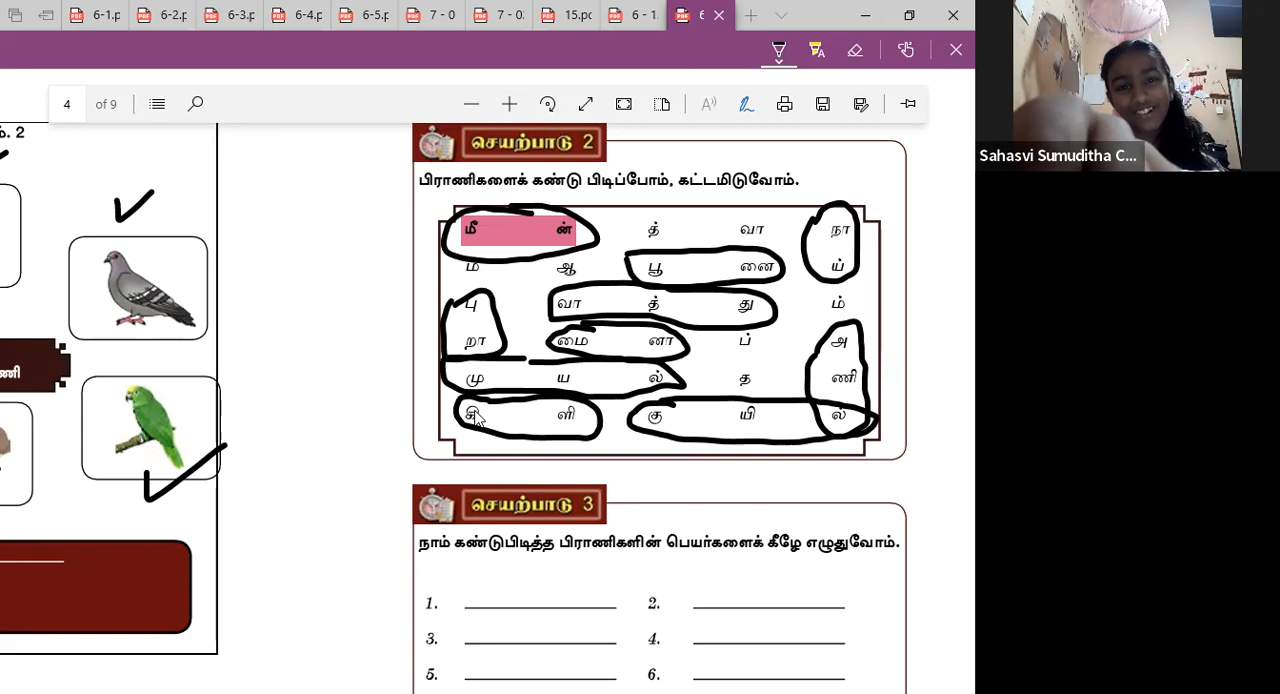 6-1.p 6-2.p 6-3.p 6-4.p 6-5.p 7 - 0 7 - 0. 15.pc 6 - 1 6
4 of 9
Sahasvi Sumuditha C...
ம். 2
ணி
செயற்பாடு 2
பிராணிகளைக் கண்டு பிடிப்போம், கட்டமிடுவோம்.
மீ ன் த் வா நா
ம ஆ பூ னை ய்
பு வா த் து ம்
றா மை னா ப் அ
மு ய ல் த ணி
கி ளி கு யி ல்
செயற்பாடு 3
நாம் கண்டுபிடித்த பிராணிகளின் பெயர்களைக் கீழே எழுதுவோம்.
1. 2.
3. 4.
5. 6.